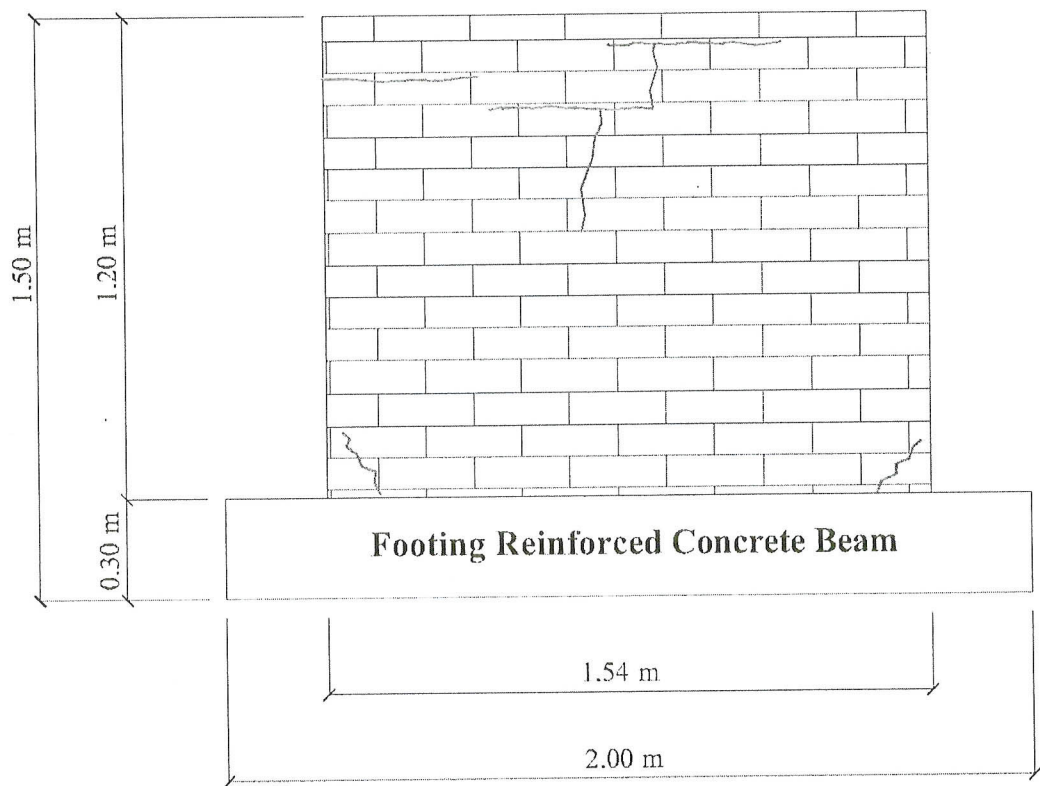 1.50 m
1.20 m
0.30 m
Footing Reinforced Concrete Beam
1.54 m
2.00 m